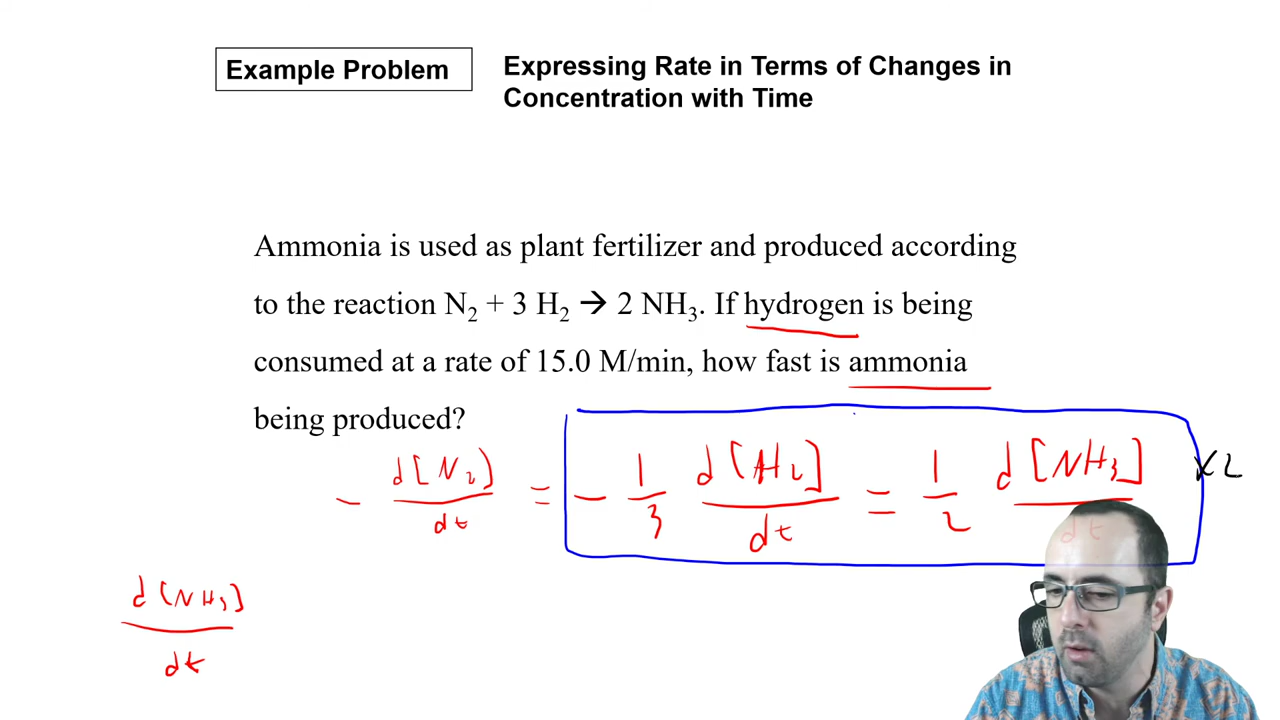 Example Problem
Expressing Rate in Terms of Changes in
Concentration with Time
Ammonia is used as plant fertilizer and produced according
to the reaction N₂ + 3 H₂ → 2 NH₃. If hydrogen is being
consumed at a rate of 15.0 M/min, how fast is ammonia
being produced?
- d[N₂]/dt = - 1/3 d[H₂]/dt = 1/2 d[NH₃]/dt ×2
d[NH₃]/dt